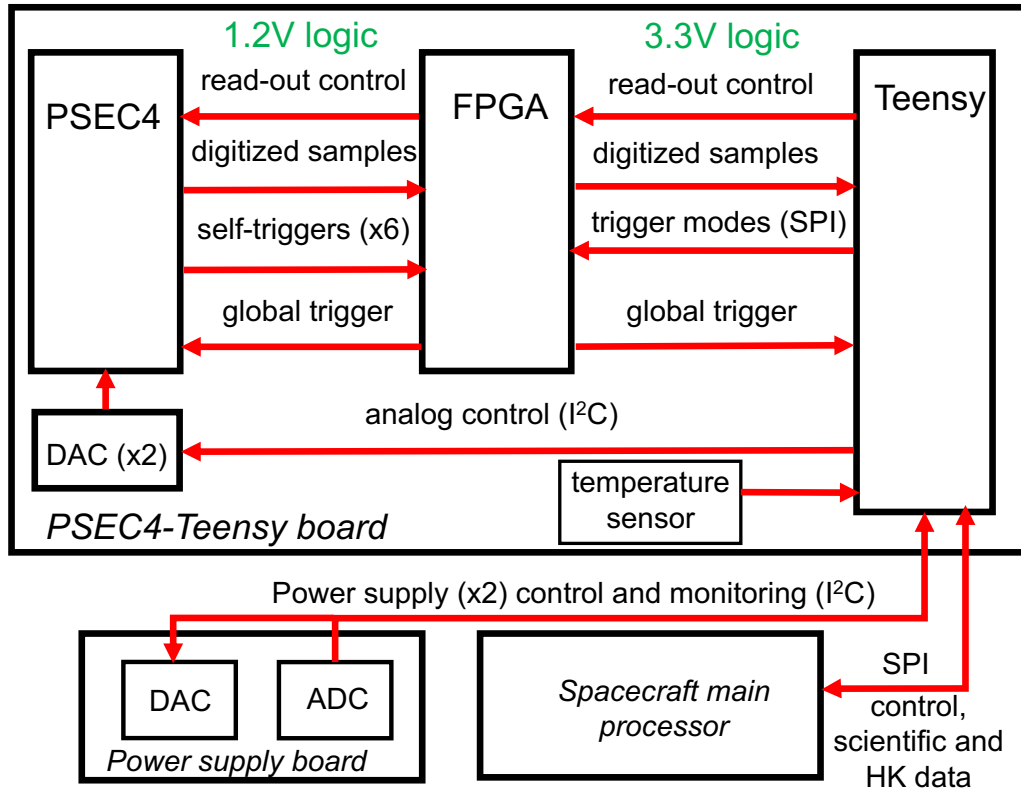 1.2V logic
3.3V logic
PSEC4
FPGA
Teensy
read-out control
read-out control
digitized samples
digitized samples
self-triggers (x6)
trigger modes (SPI)
global trigger
global trigger
analog control (I²C)
DAC (x2)
temperature
sensor
PSEC4-Teensy board
Power supply (x2) control and monitoring (I²C)
DAC
ADC
Power supply board
Spacecraft main
processor
SPI
control,
scientific and
HK data